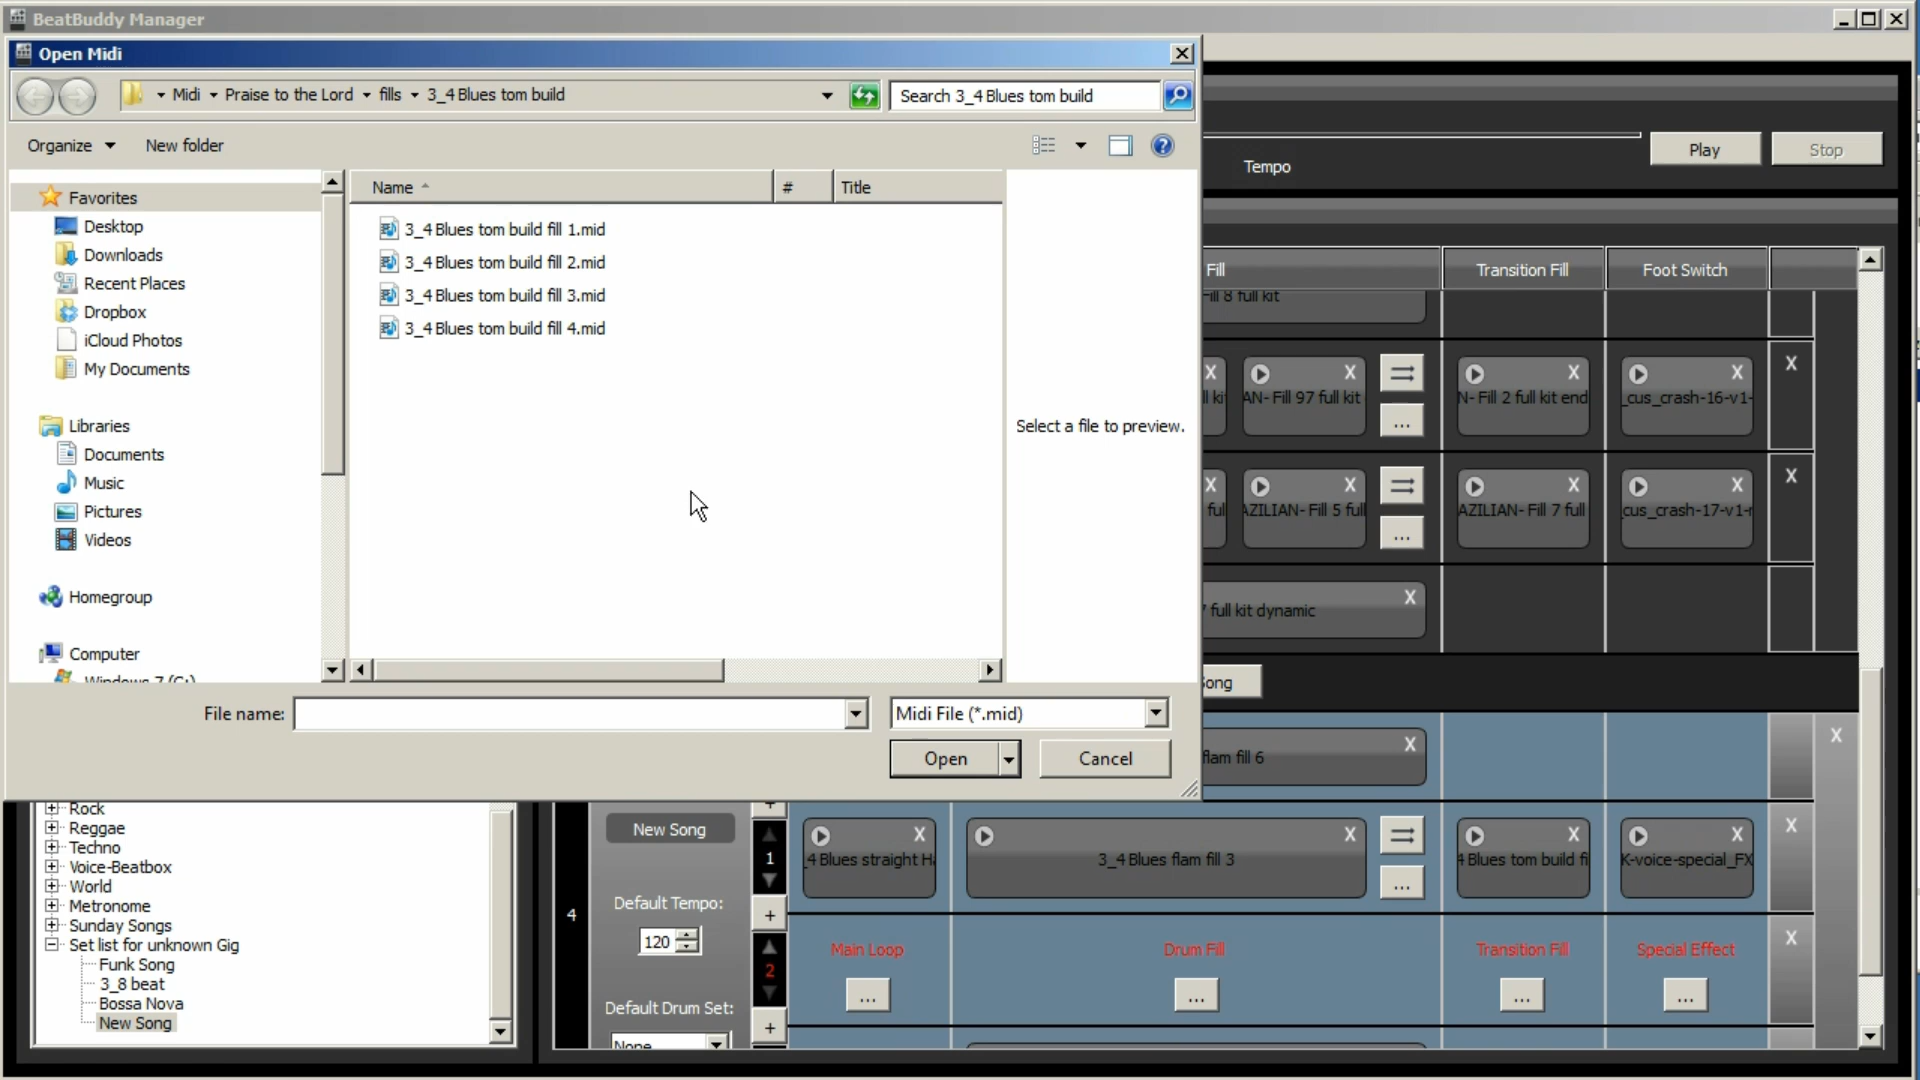 BeatBuddy Manager
Open Midi
Midi Praise to the Lord fills 3_4 Blues tom build
Search 3_4 Blues tom build
Organize New folder
Name # Title
Favorites
Desktop
Downloads
Recent Places
Dropbox
iCloud Photos
My Documents
Libraries
Documents
Music
Pictures
Videos
Homegroup
Computer
Windows 7 (C:)
3_4 Blues tom build fill 1.mid
3_4 Blues tom build fill 2.mid
3_4 Blues tom build fill 3.mid
3_4 Blues tom build fill 4.mid
Select a file to preview.
File name: Midi File (*.mid)
Open Cancel
Tempo
Play Stop
Fill Transition Fill Foot Switch
Fill 8 full kit
X X X X X
AN- Fill 97 full kit N- Fill 2 full kit end _cus_crash-16-v1-
...
X X X X X
ful AZILIAN- Fill 5 full AZILIAN- Fill 7 full cus_crash-17-v1-
...
X
7 full kit dynamic
ong
X X
flam fill 6
Rock
Reggae
Techno
Voice-Beatbox
World
Metronome
Sunday Songs
Set list for unknown Gig
Funk Song
3_8 beat
Bossa Nova
New Song
4
New Song
Default Tempo:
120
Default Drum Set:
None
+
1
+
2
+
X X X X X
_4 Blues straight Ha 3_4 Blues flam fill 3 4 Blues tom build fi K-voice-special_FX
...
Main Loop Drum Fill Transition Fill Special Effect X
... ... ... ...